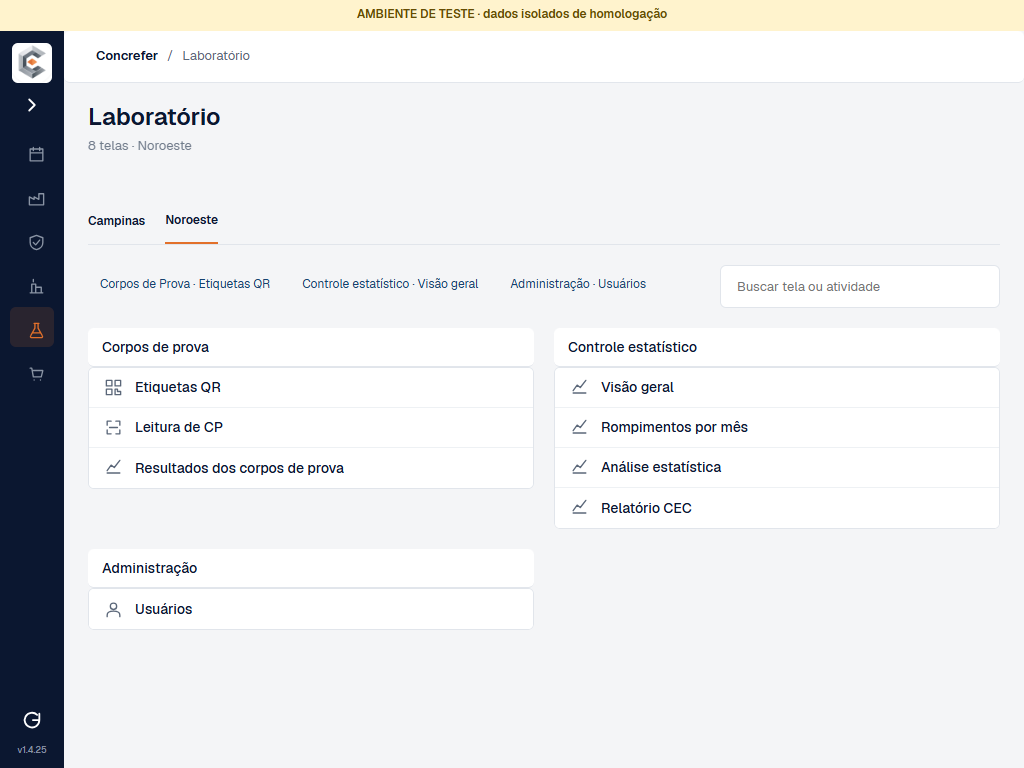 AMBIENTE DE TESTE · dados isolados de homologação
Concrefer / Laboratório
Laboratório
8 telas · Noroeste
Campinas Noroeste
Corpos de Prova · Etiquetas QR Controle estatístico · Visão geral Administração · Usuários Buscar tela ou atividade
Corpos de prova
Etiquetas QR
Leitura de CP
Resultados dos corpos de prova
Controle estatístico
Visão geral
Rompimentos por mês
Análise estatística
Relatório CEC
Administração
Usuários
v1.4.25